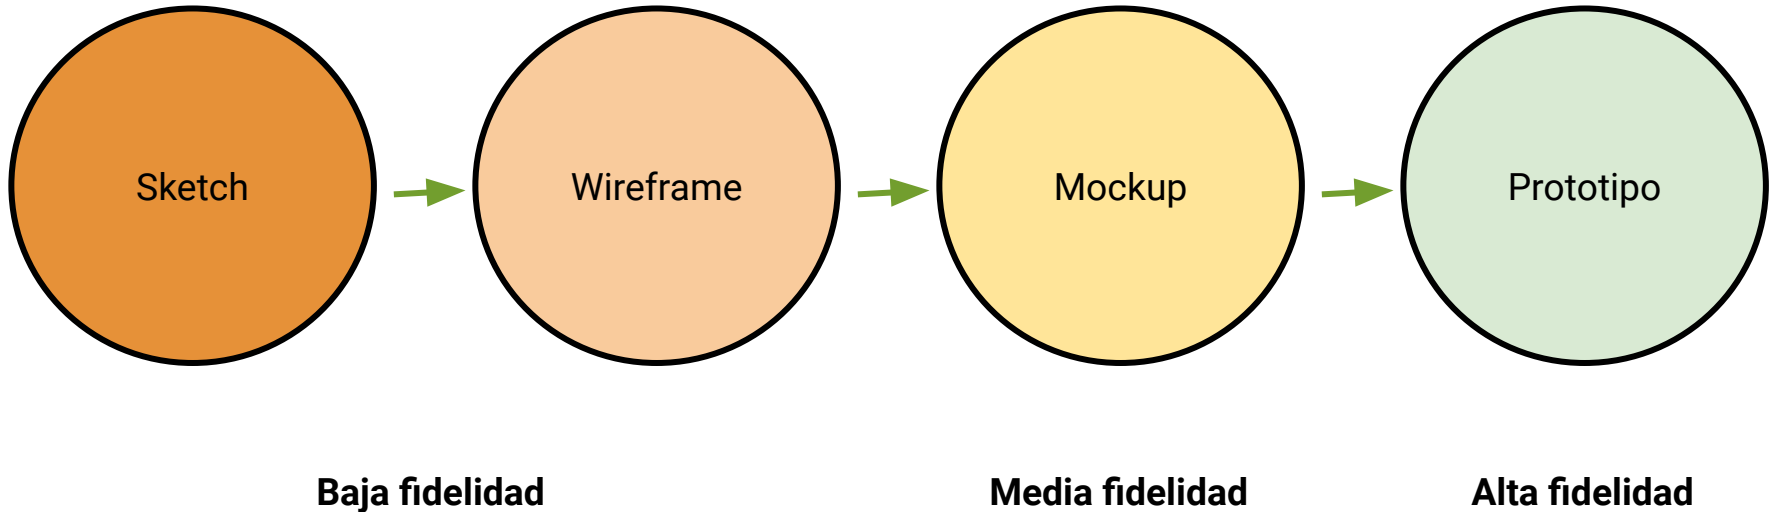 Sketch
Wireframe
Mockup
Prototipo
Baja fidelidad
Media fidelidad
Alta fidelidad